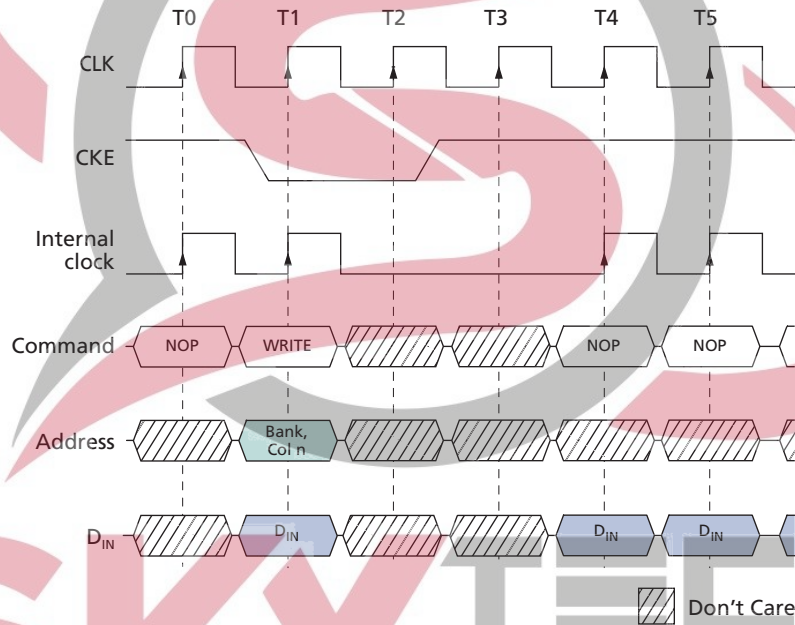 T0 T1 T2 T3 T4 T5
CLK
CKE
Internal
clock
Command NOP WRITE NOP NOP
Address Bank,
Col n
DIN DIN DIN DIN
Don't Care
SKYTEC